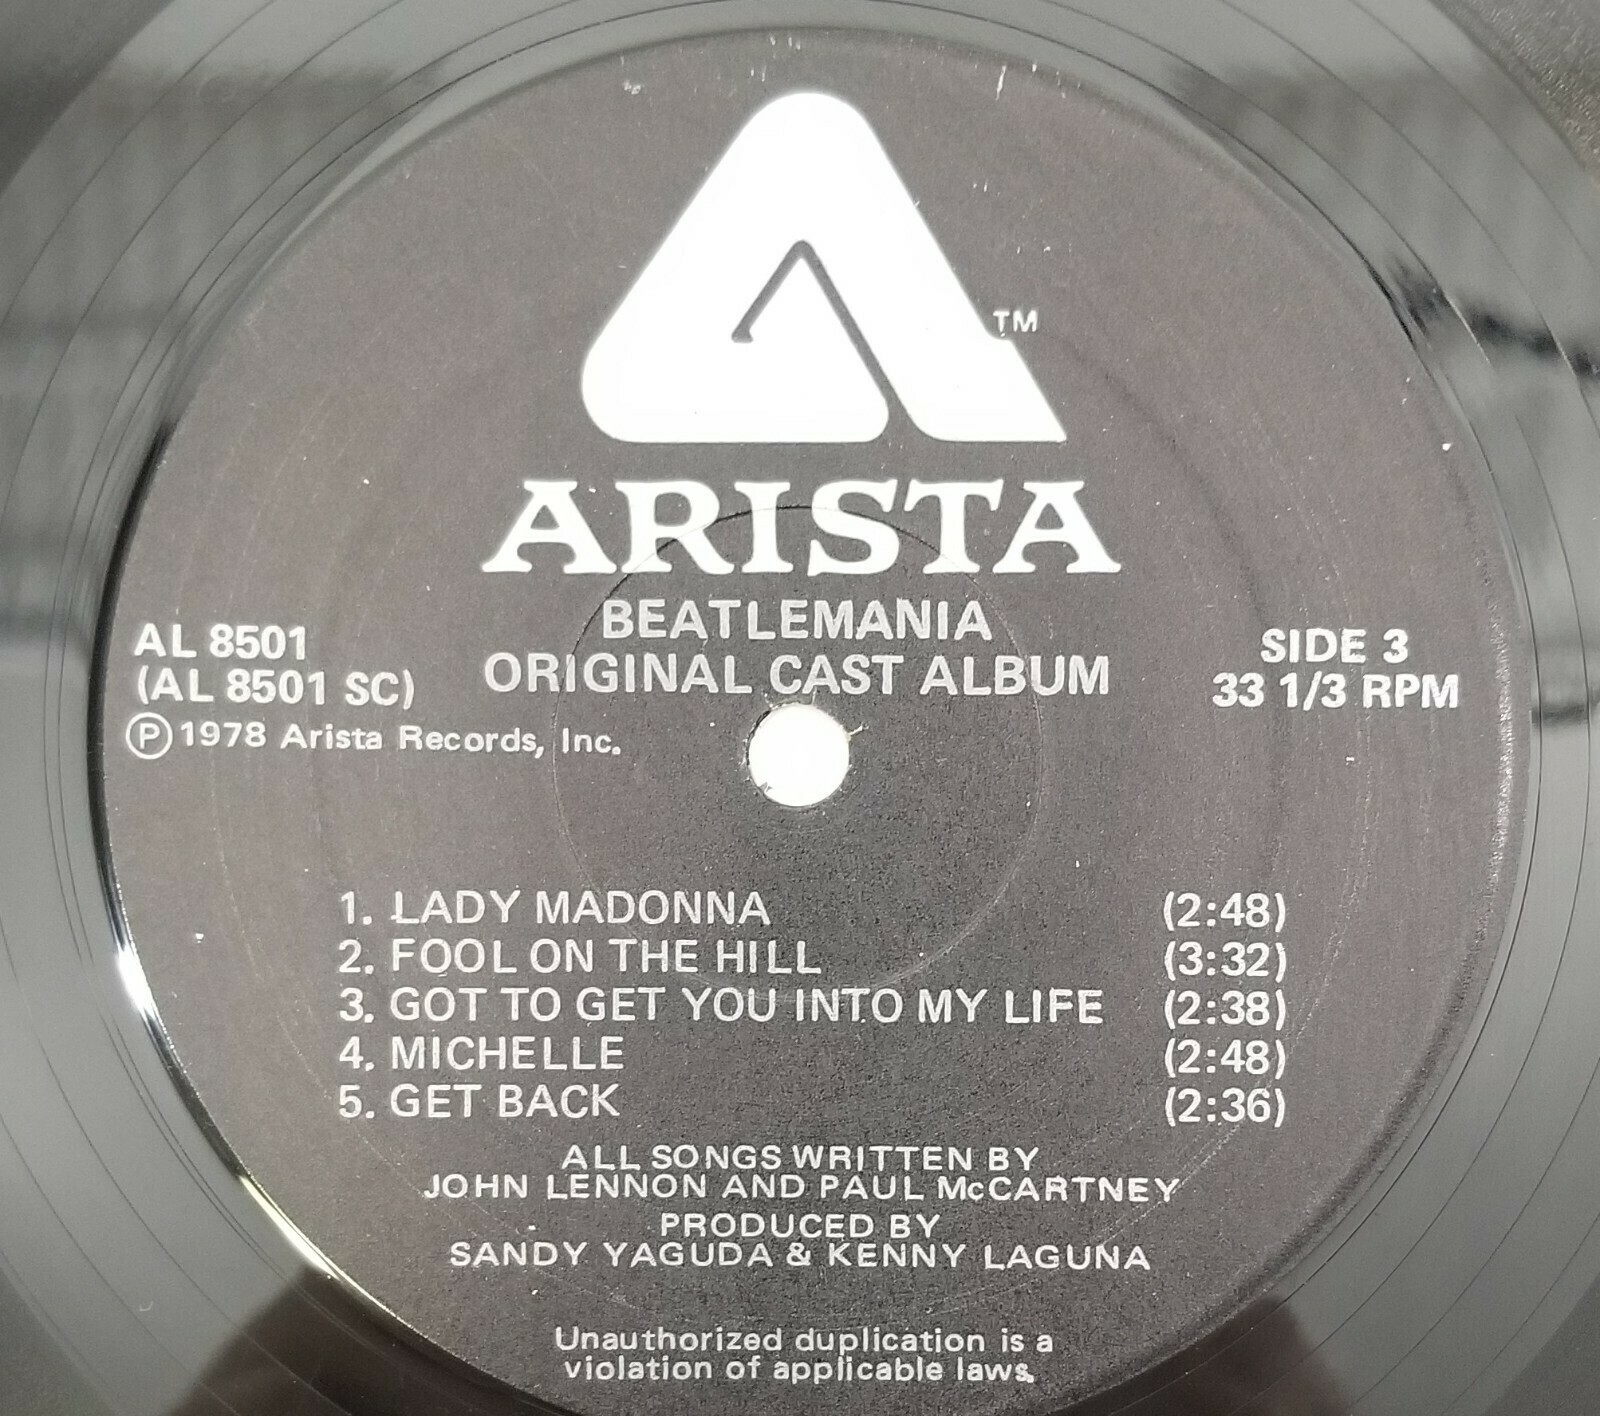 TM
ARISTA
BEATLEMANIA
ORIGINAL CAST ALBUM
AL 8501
(AL 8501 SC)
Ⓟ 1978 Arista Records, Inc.
SIDE 3
33 1/3 RPM
1. LADY MADONNA (2:48)
2. FOOL ON THE HILL (3:32)
3. GOT TO GET YOU INTO MY LIFE (2:38)
4. MICHELLE (2:48)
5. GET BACK (2:36)
ALL SONGS WRITTEN BY
JOHN LENNON AND PAUL McCARTNEY
PRODUCED BY
SANDY YAGUDA & KENNY LAGUNA
Unauthorized duplication is a
violation of applicable laws.